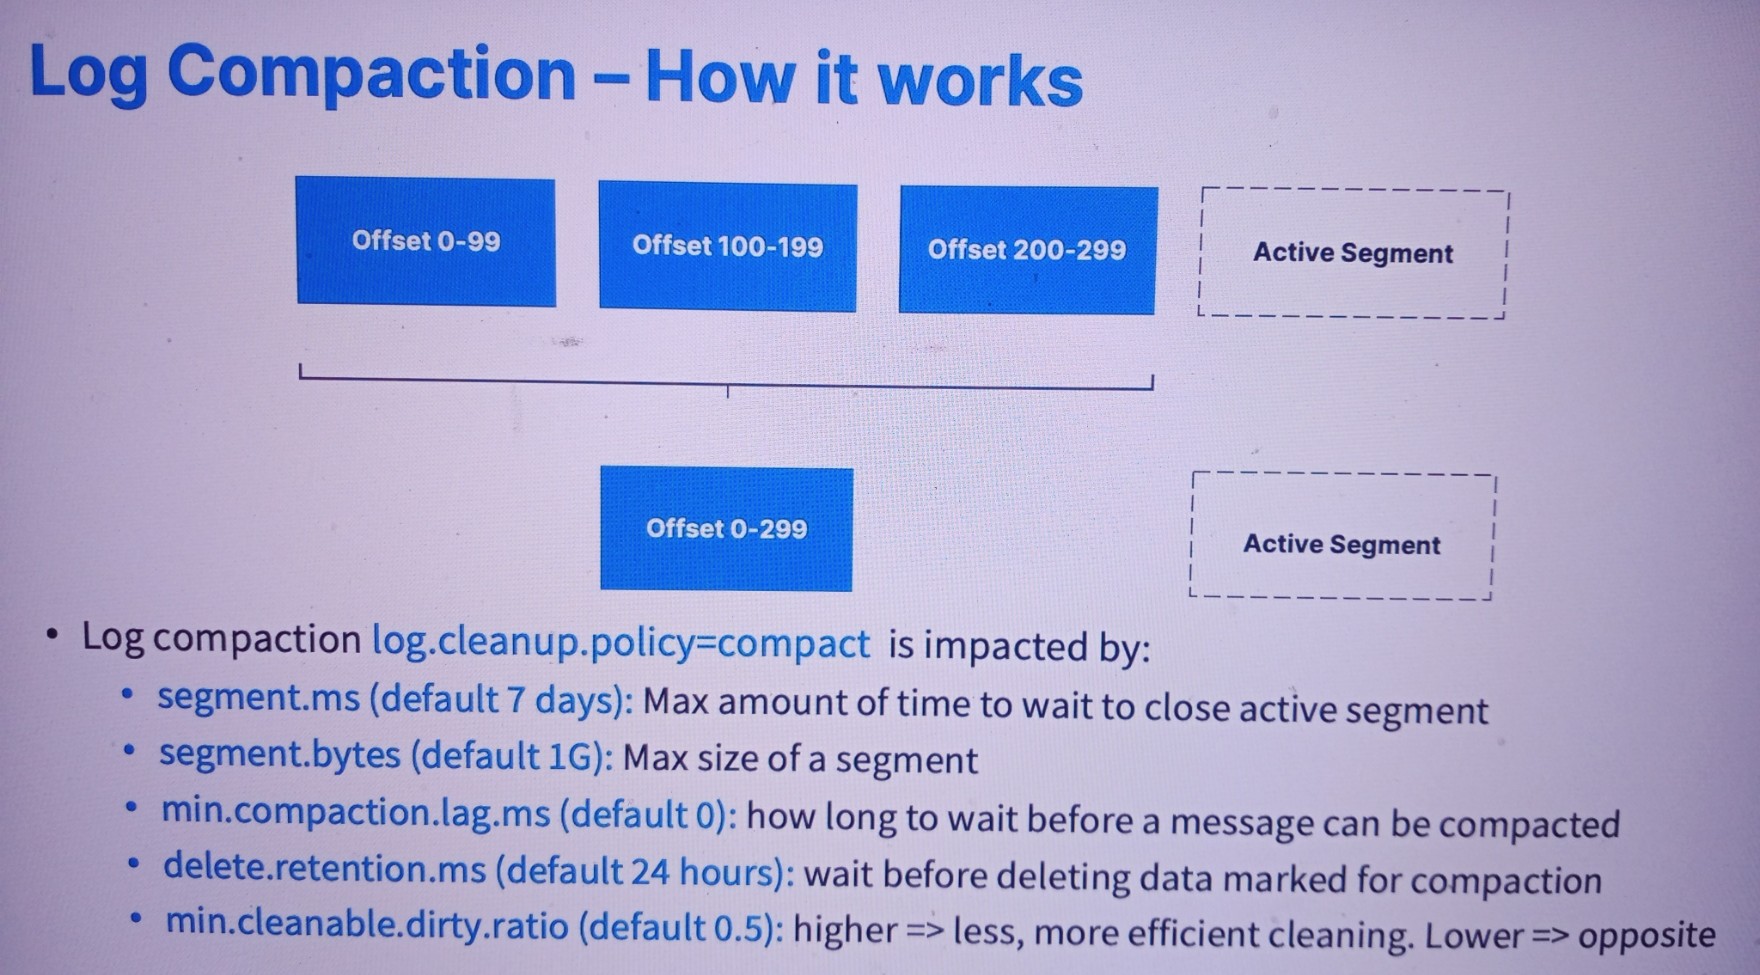 Log Compaction – How it works
Offset 0-99
Offset 100-199
Offset 200-299
Active Segment
Offset 0-299
Active Segment
• Log compaction log.cleanup.policy=compact is impacted by:
• segment.ms (default 7 days): Max amount of time to wait to close active segment
• segment.bytes (default 1G): Max size of a segment
• min.compaction.lag.ms (default 0): how long to wait before a message can be compacted
• delete.retention.ms (default 24 hours): wait before deleting data marked for compaction
• min.cleanable.dirty.ratio (default 0.5): higher => less, more efficient cleaning. Lower => opposite